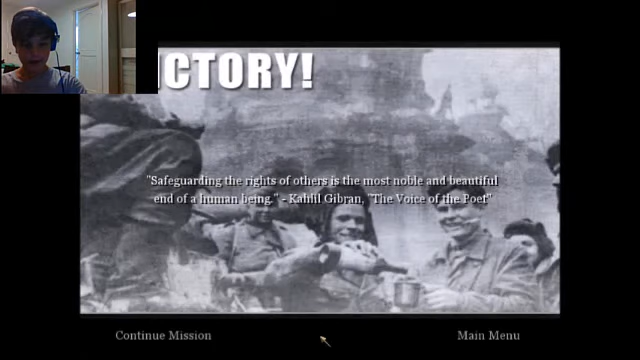 ICTORY!
"Safeguarding the rights of others is the most noble and beautiful
end of a human being." - Kahlil Gibran, "The Voice of the Poet"
Continue Mission
Main Menu